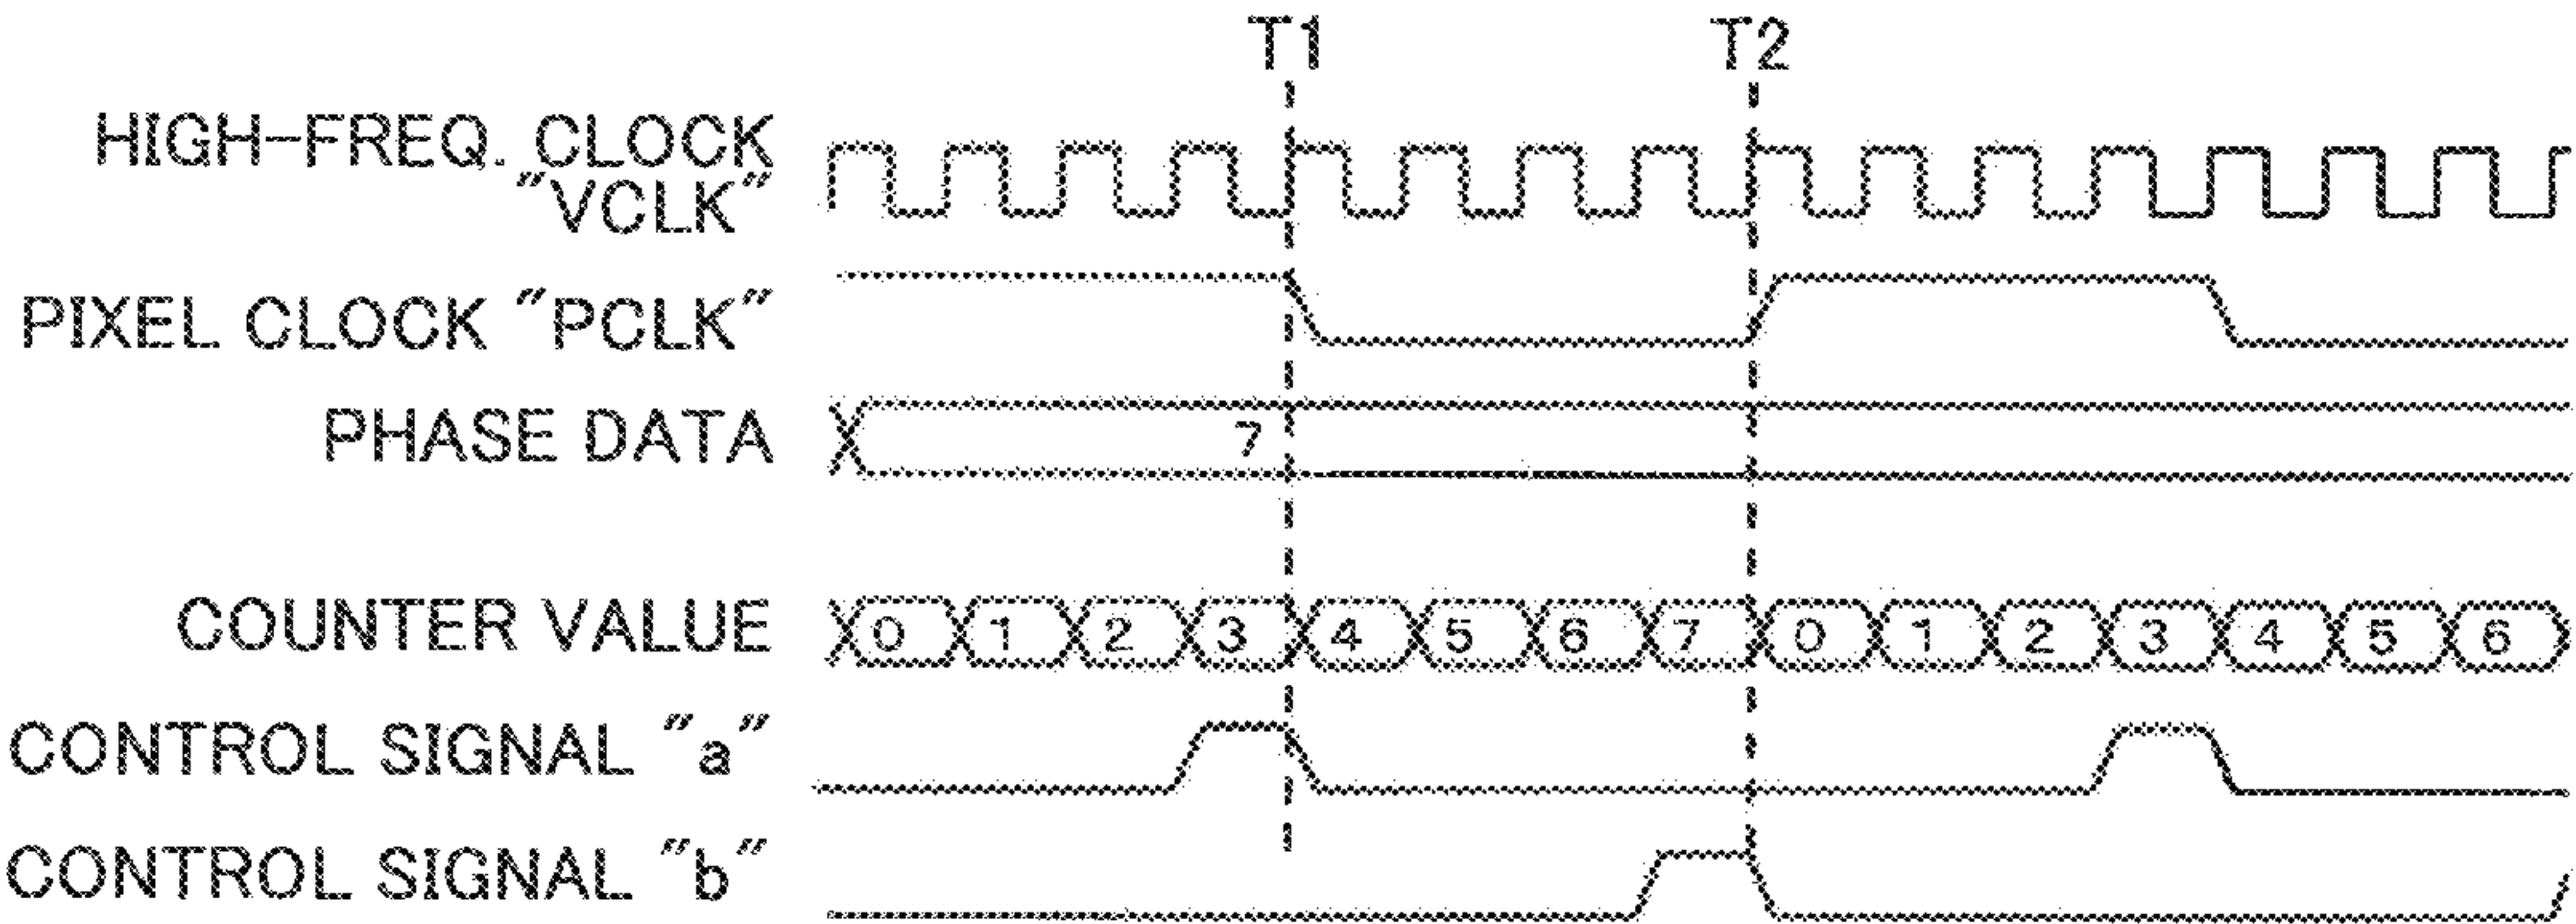 T1 T2
HIGH-FREQ. CLOCK
"VCLK"
PIXEL CLOCK "PCLK"
PHASE DATA 7
COUNTER VALUE 0 1 2 3 4 5 6 7 0 1 2 3 4 5 6
CONTROL SIGNAL "a"
CONTROL SIGNAL "b"